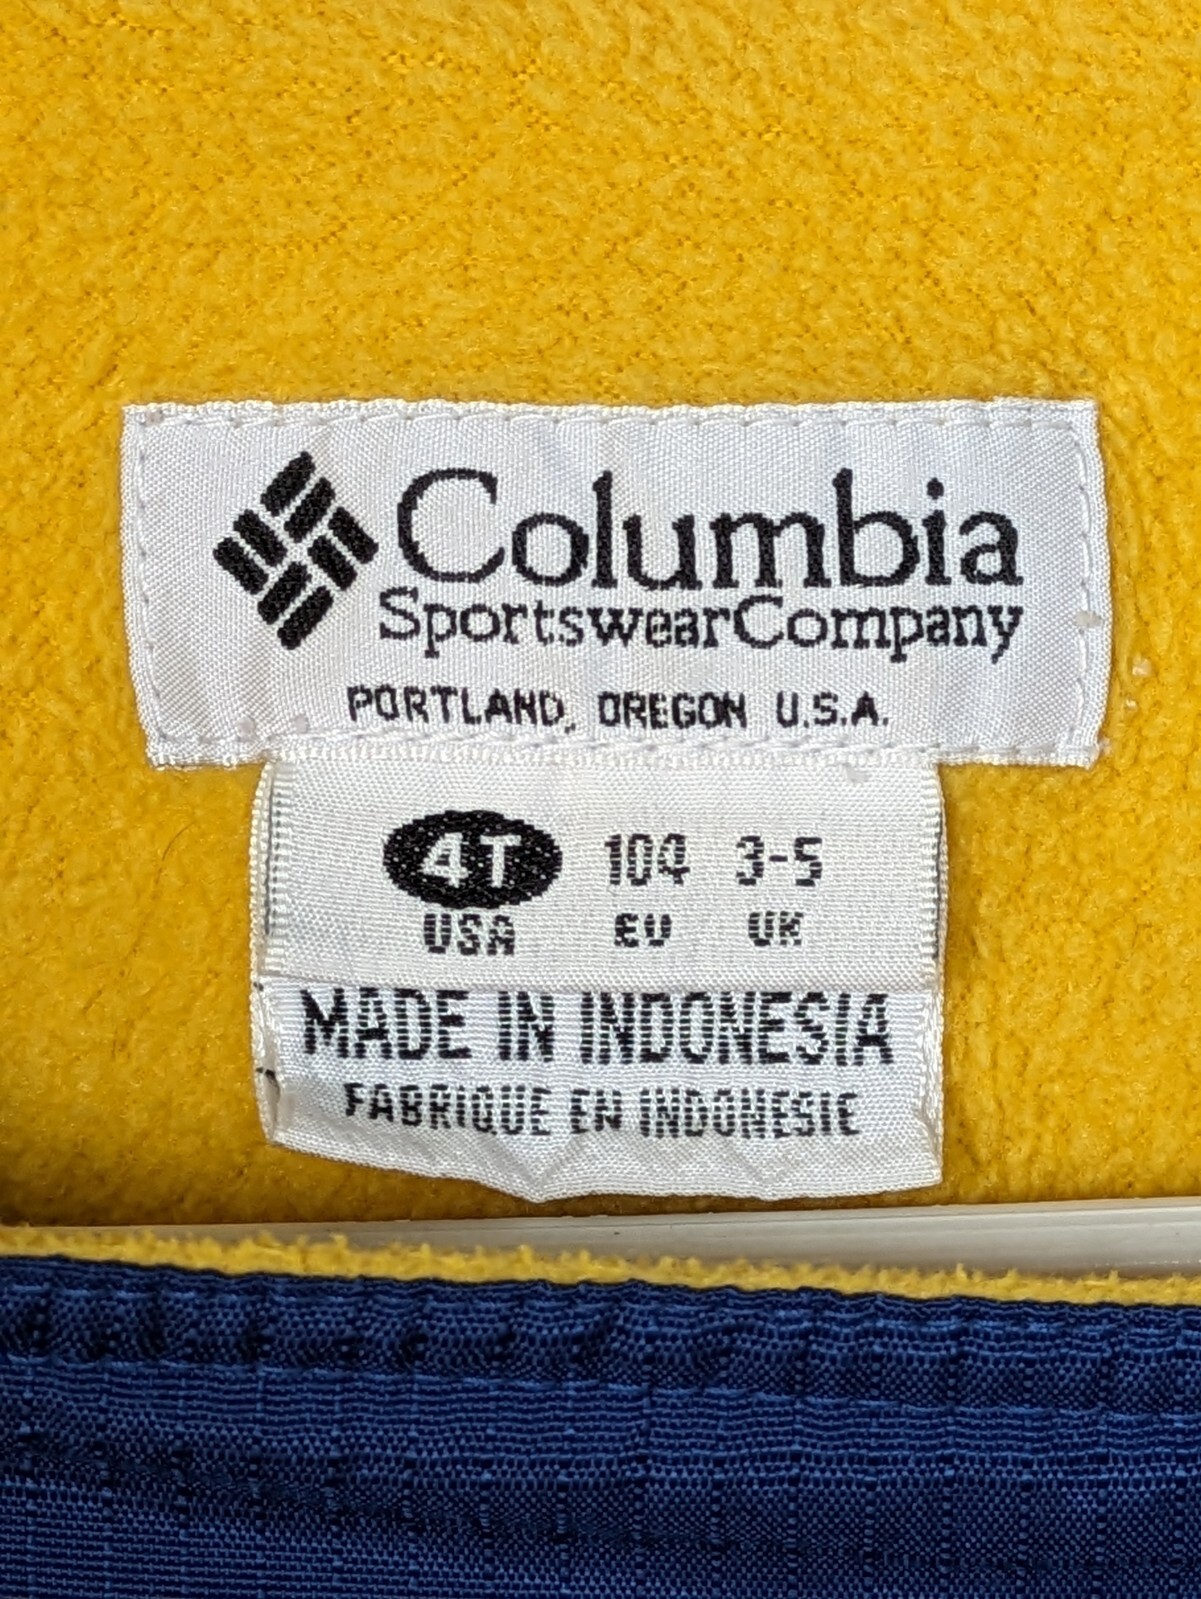 Columbia
SportswearCompany
PORTLAND, OREGON U.S.A.
4T 104 3-5
USA EU UK
MADE IN INDONESIA
FABRIQUE EN INDONESIE